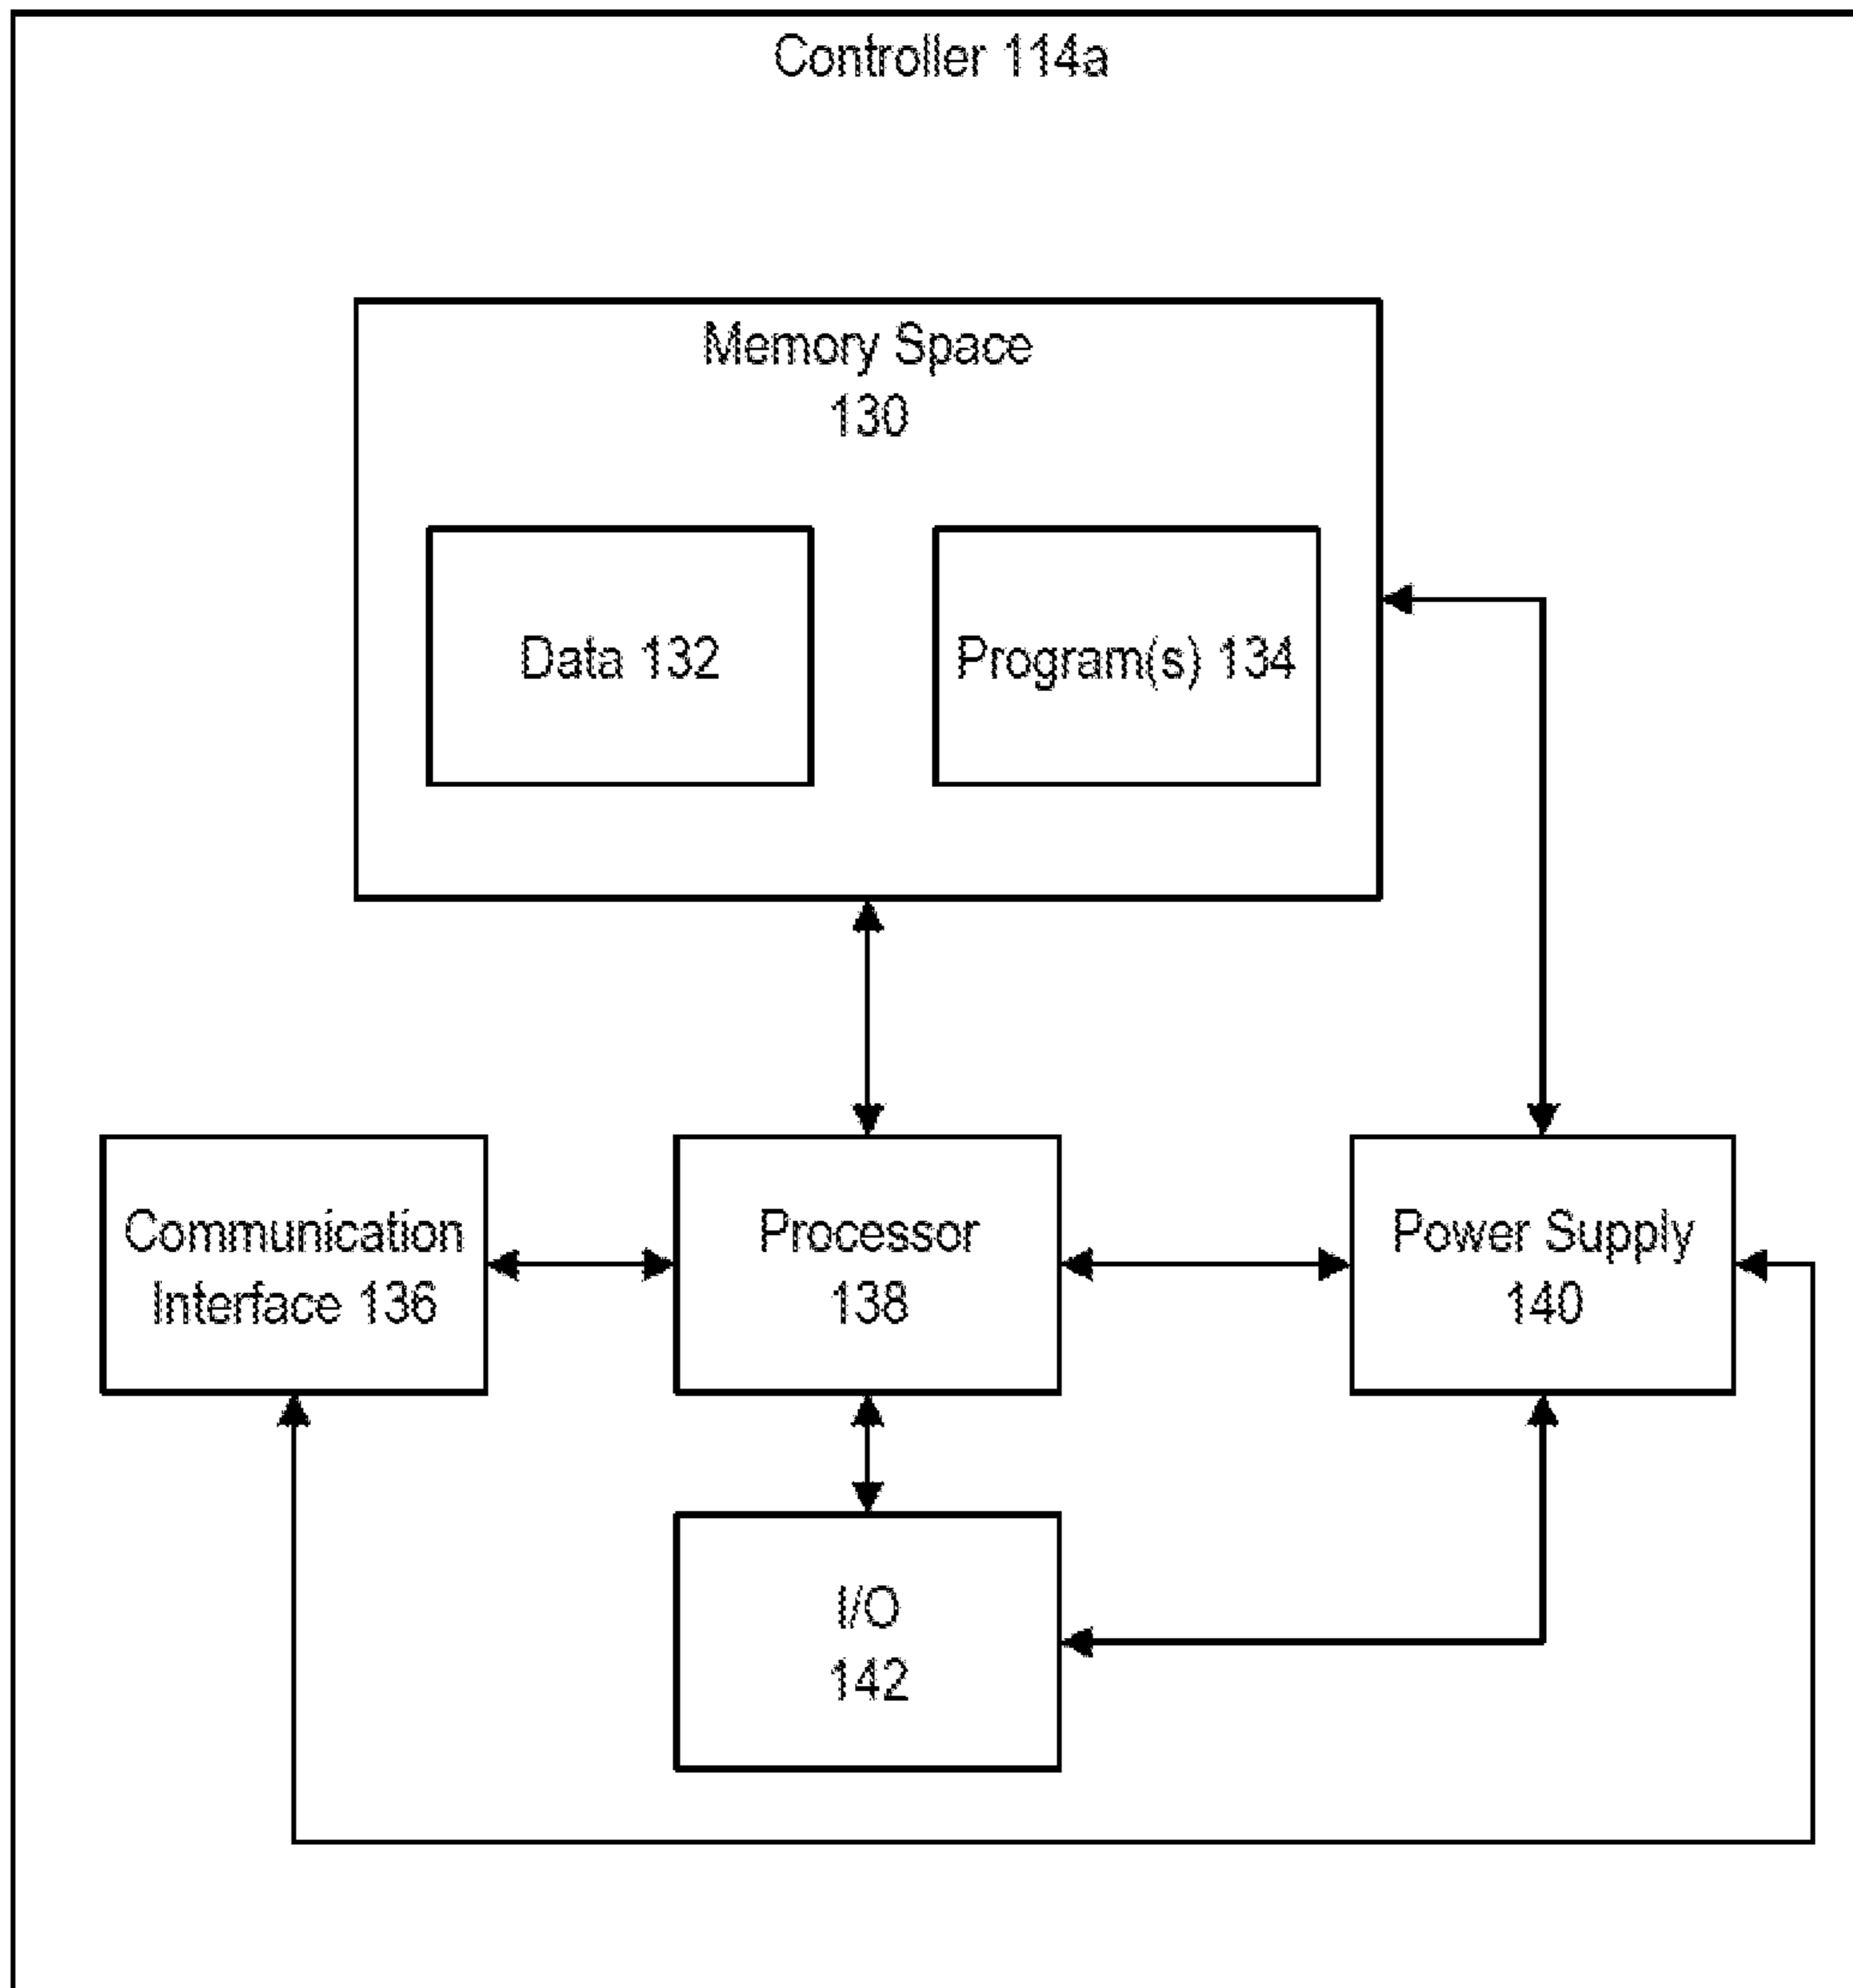 Controller 114a
Memory Space
130
Data 132
Program(s) 134
Communication
Interface 136
Processor
138
Power Supply
140
I/O
142